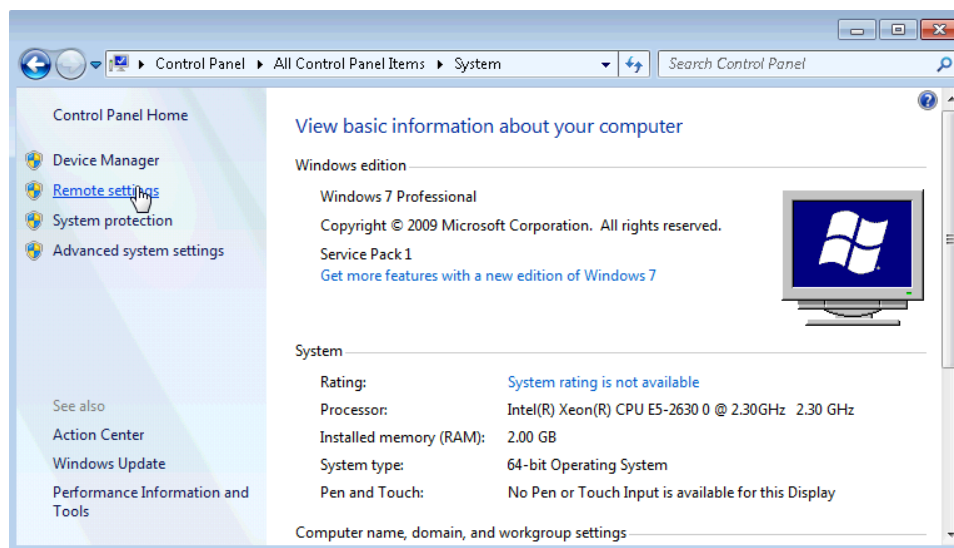 Control Panel ▸ All Control Panel Items ▸ System
Search Control Panel
Control Panel Home
Device Manager
Remote settings
System protection
Advanced system settings
See also
Action Center
Windows Update
Performance Information and
Tools
View basic information about your computer
Windows edition
Windows 7 Professional
Copyright © 2009 Microsoft Corporation. All rights reserved.
Service Pack 1
Get more features with a new edition of Windows 7
System
Rating: System rating is not available
Processor: Intel(R) Xeon(R) CPU E5-2630 0 @ 2.30GHz 2.30 GHz
Installed memory (RAM): 2.00 GB
System type: 64-bit Operating System
Pen and Touch: No Pen or Touch Input is available for this Display
Computer name, domain, and workgroup settings